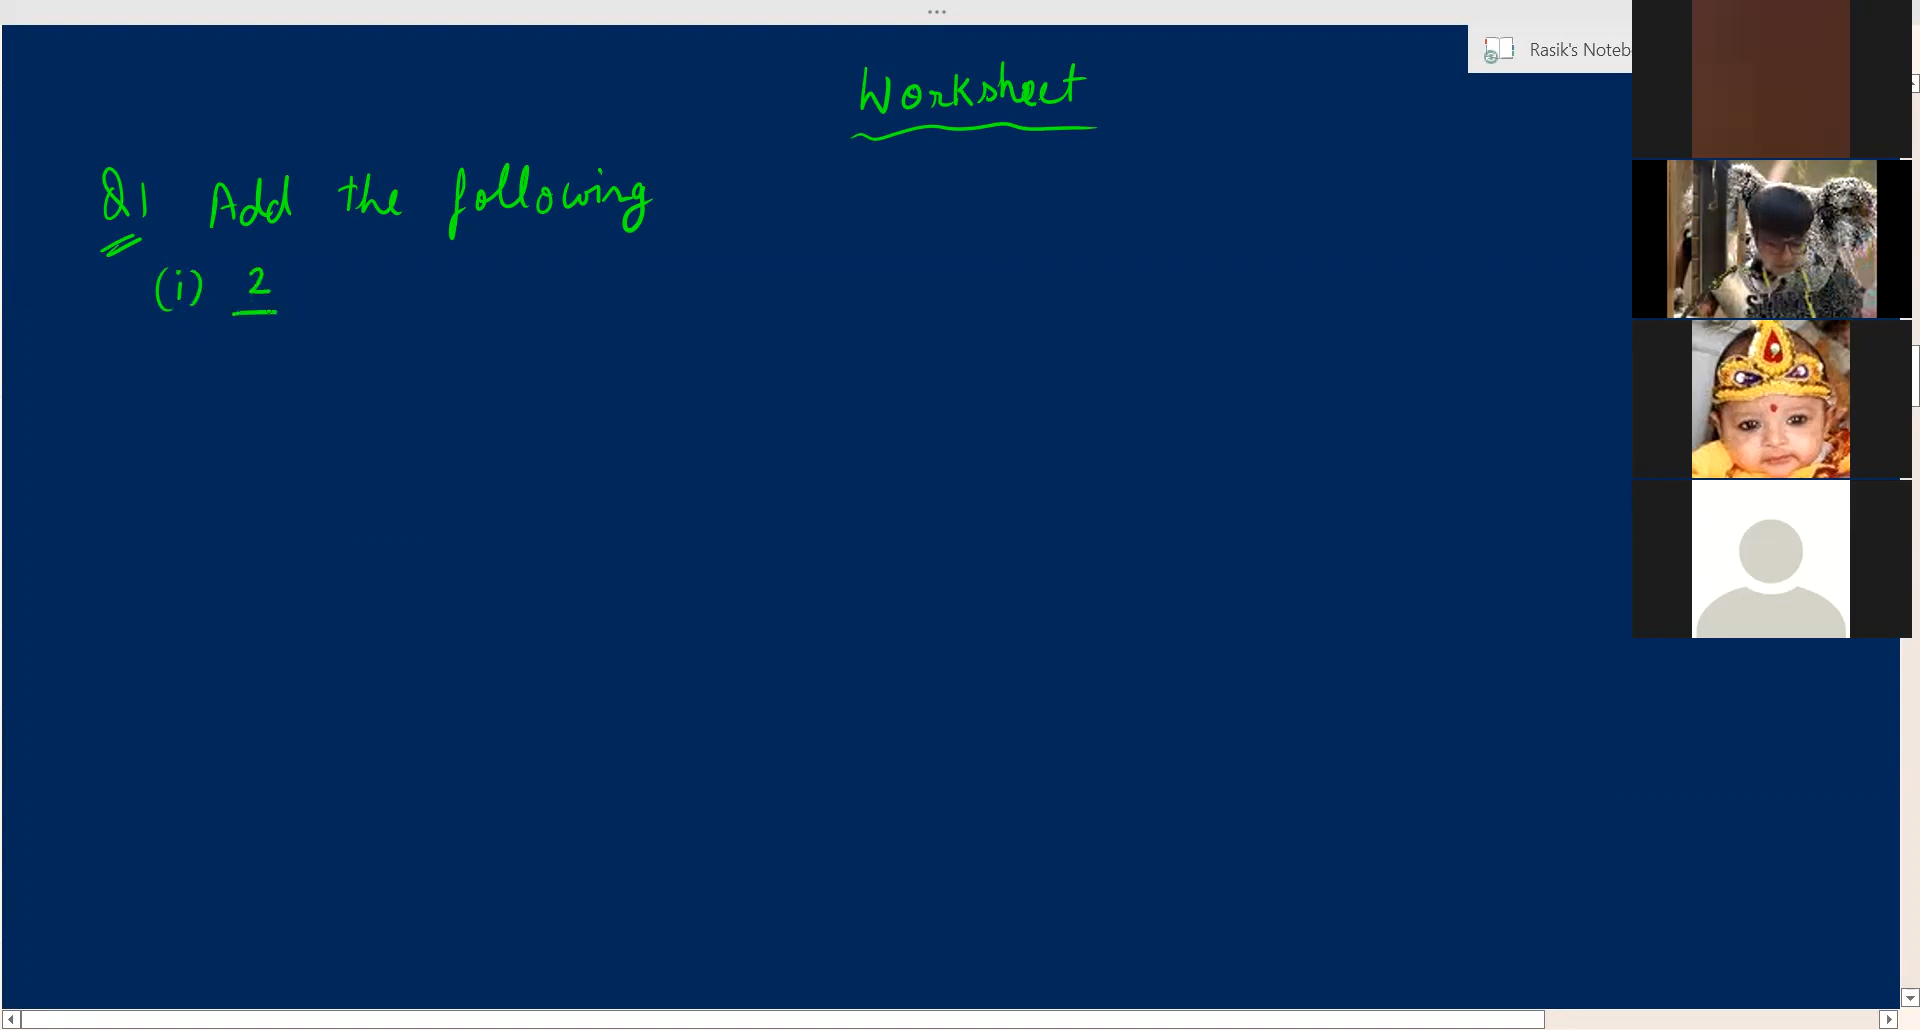 Rasik's Noteb
Worksheet
Q1 Add the following
(i) 2